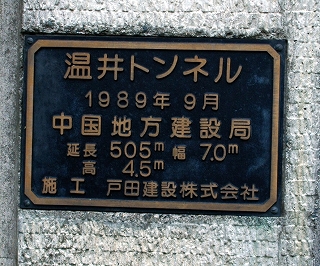 温井トンネル
1989年9月
中国地方建設局
延長 505m 幅 7.0m
高 4.5m
施工 戸田建設株式会社